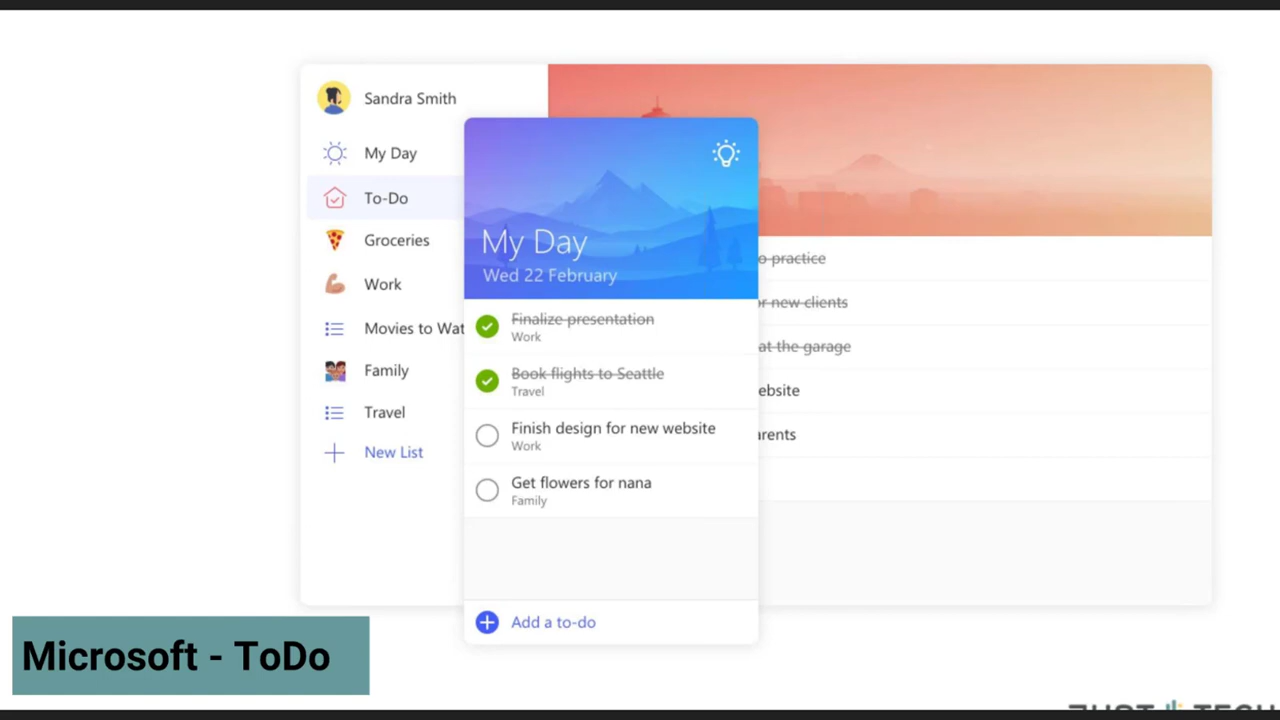 Sandra Smith
My Day
To-Do
Groceries
Work
Movies to Wat
Family
Travel
New List
My Day
Wed 22 February
Finalize presentation
Work
Book flights to Seattle
Travel
Finish design for new website
Work
Get flowers for nana
Family
Add a to-do
o practice
or new clients
at the garage
ebsite
arents
Microsoft - ToDo